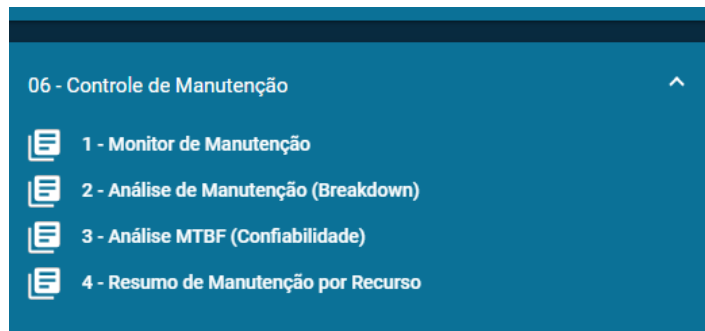 06 - Controle de Manutenção
1 - Monitor de Manutenção
2 - Análise de Manutenção (Breakdown)
3 - Análise MTBF (Confiabilidade)
4 - Resumo de Manutenção por Recurso